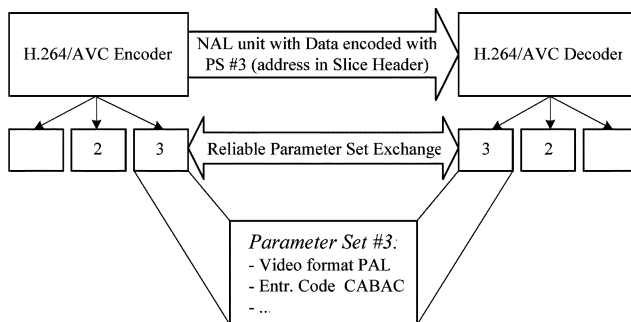 H.264/AVC Encoder
NAL unit with Data encoded with
PS #3 (address in Slice Header)
H.264/AVC Decoder
2
3
Reliable Parameter Set Exchange
3
2
Parameter Set #3:
- Video format PAL
- Entr. Code CABAC
- ...